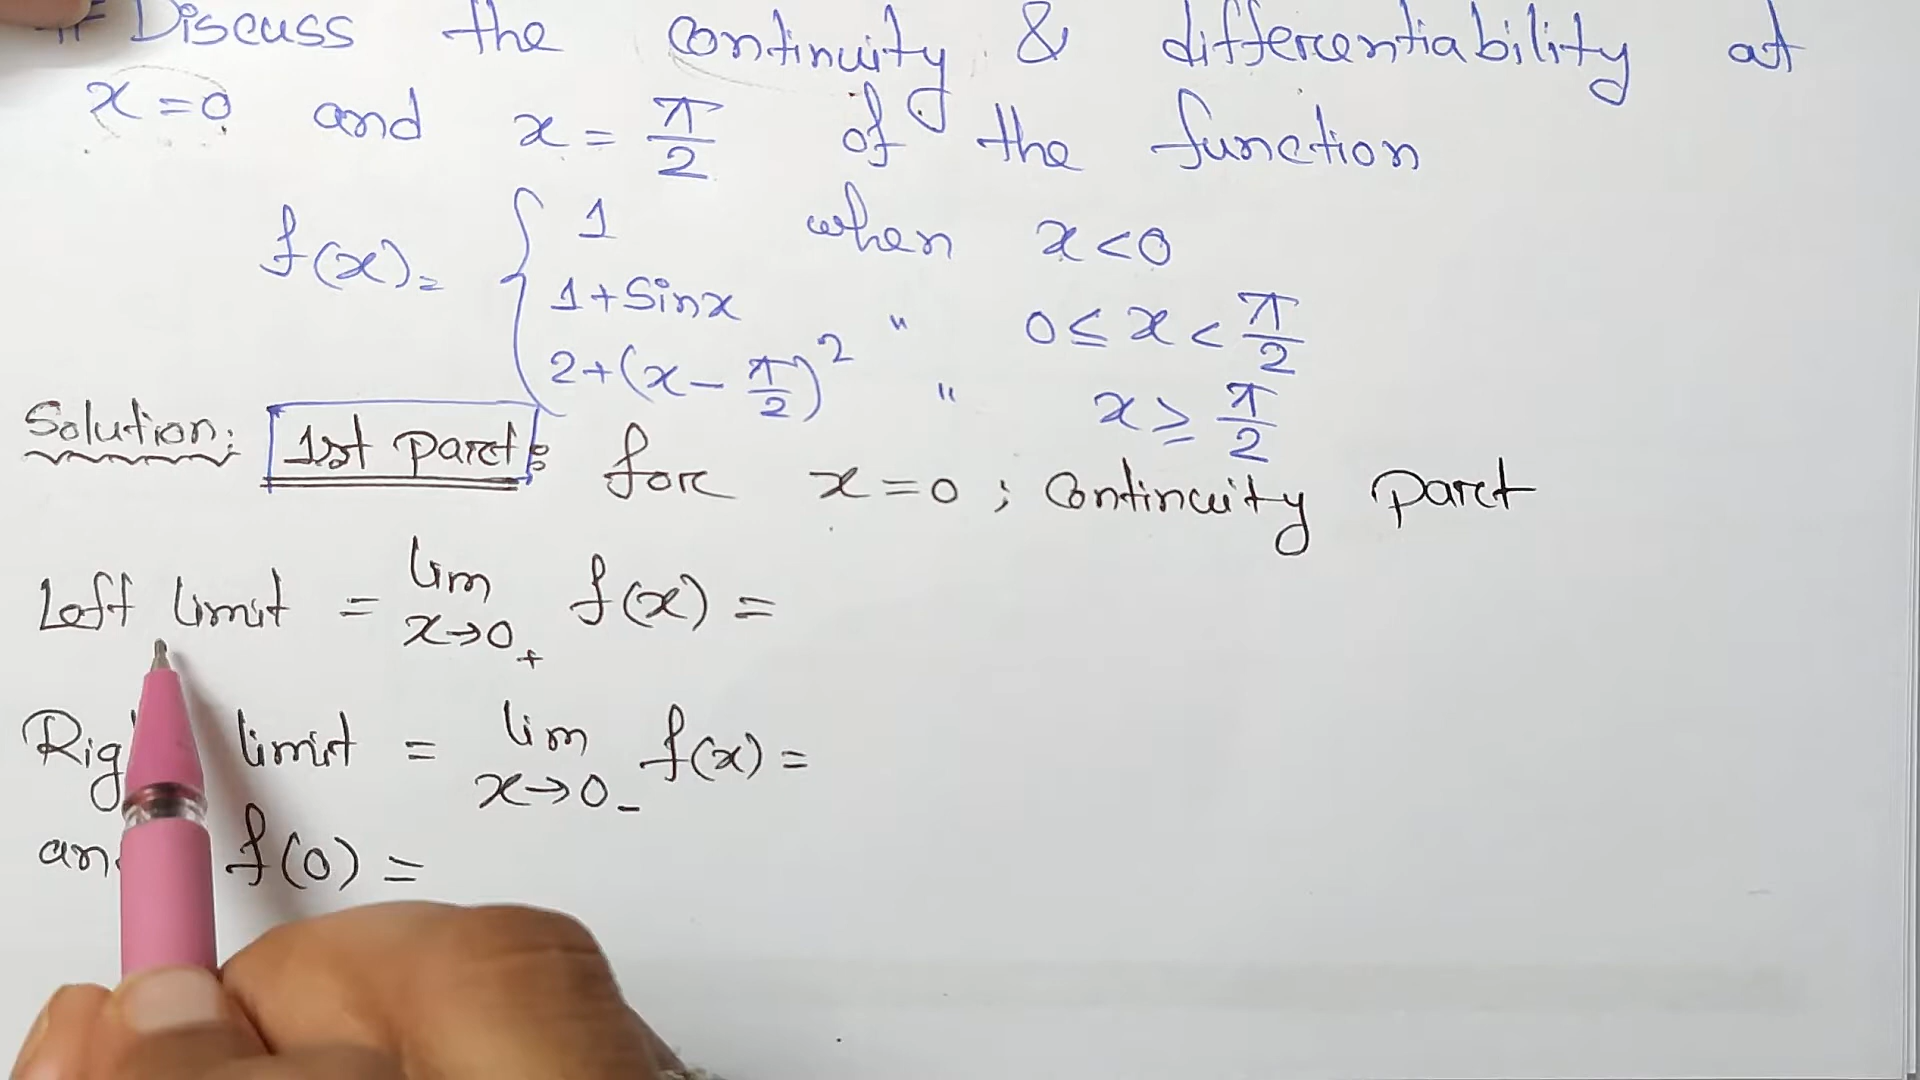 # Discuss the continuity & differentiability at
x=0 and x = π/2 of the function
f(x) = { 1 when x<0
1+Sinx " 0≤x<π/2
2+(x-π/2)² " x≥π/2
Solution: 1st part: for x=0; Continuity part
Left limit = lim x→0+ f(x) =
limit = lim x→0- f(x) =
f(0) =